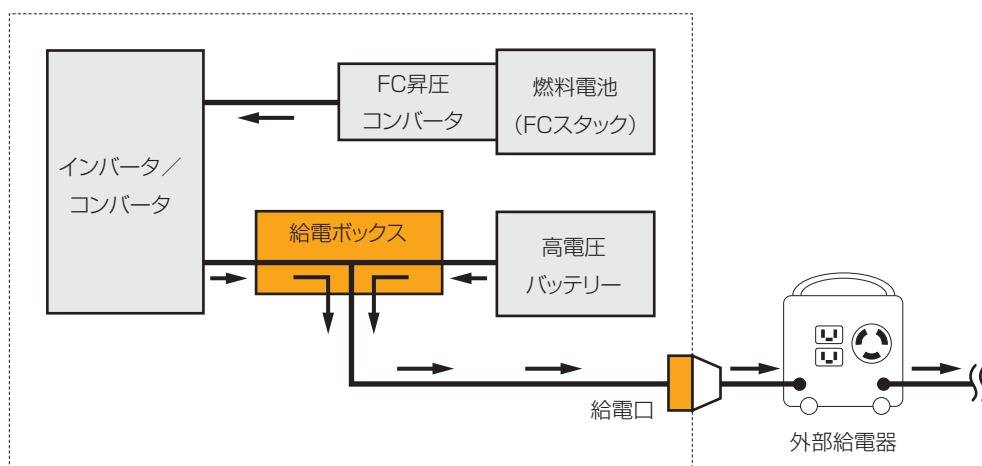 FC昇圧
コンバータ
燃料電池
(FCスタック)
インバータ／
コンバータ
給電ボックス
高電圧
バッテリー
給電口
外部給電器